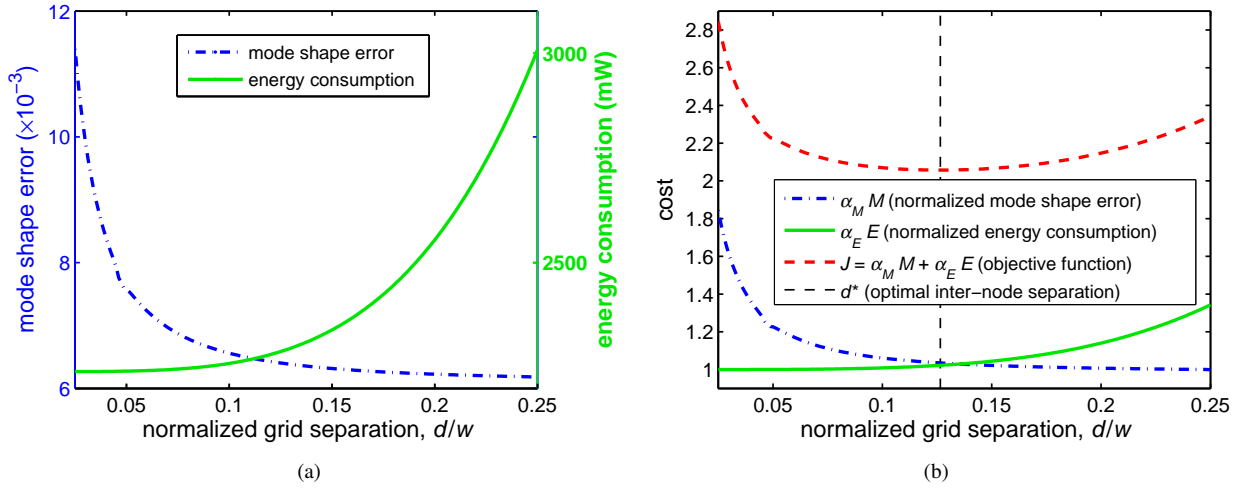 12
10
8
6
mode shape error (×10⁻³)
mode shape error
energy consumption
3000
2500
energy consumption (mW)
0.05 0.1 0.15 0.2 0.25
normalized grid separation, d/w
(a)
2.8
2.6
2.4
2.2
2
1.8
1.6
1.4
1.2
1
cost
α_M M (normalized mode shape error)
α_E E (normalized energy consumption)
J = α_M M + α_E E (objective function)
d* (optimal inter−node separation)
0.05 0.1 0.15 0.2 0.25
normalized grid separation, d/w
(b)